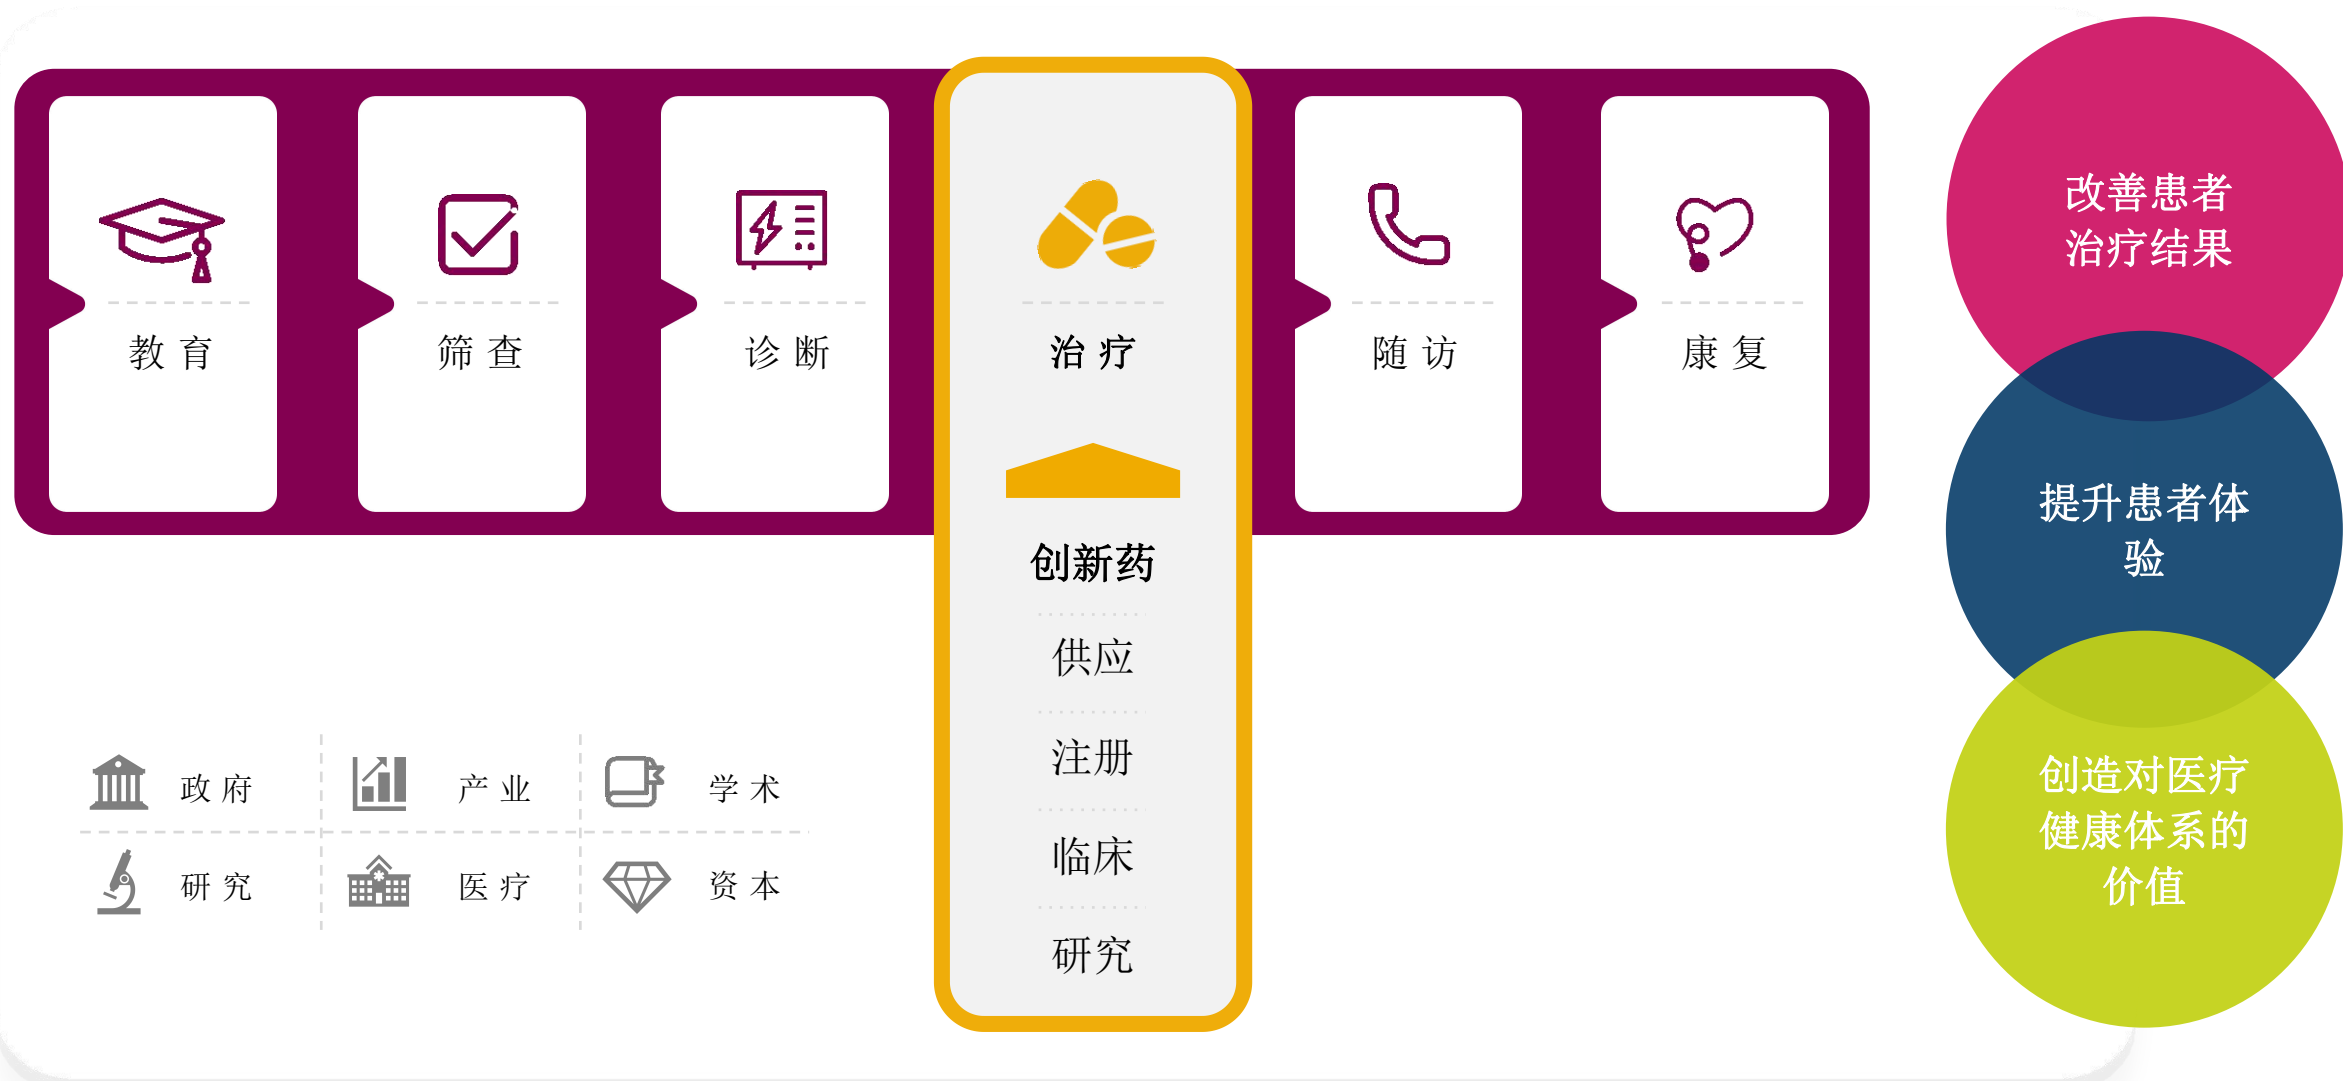 教育
筛查
诊断
治疗
随访
康复
创新药
供应
注册
临床
研究
政府
产业
学术
研究
医疗
资本
改善患者
治疗结果
提升患者体
验
创造对医疗
健康体系的
价值